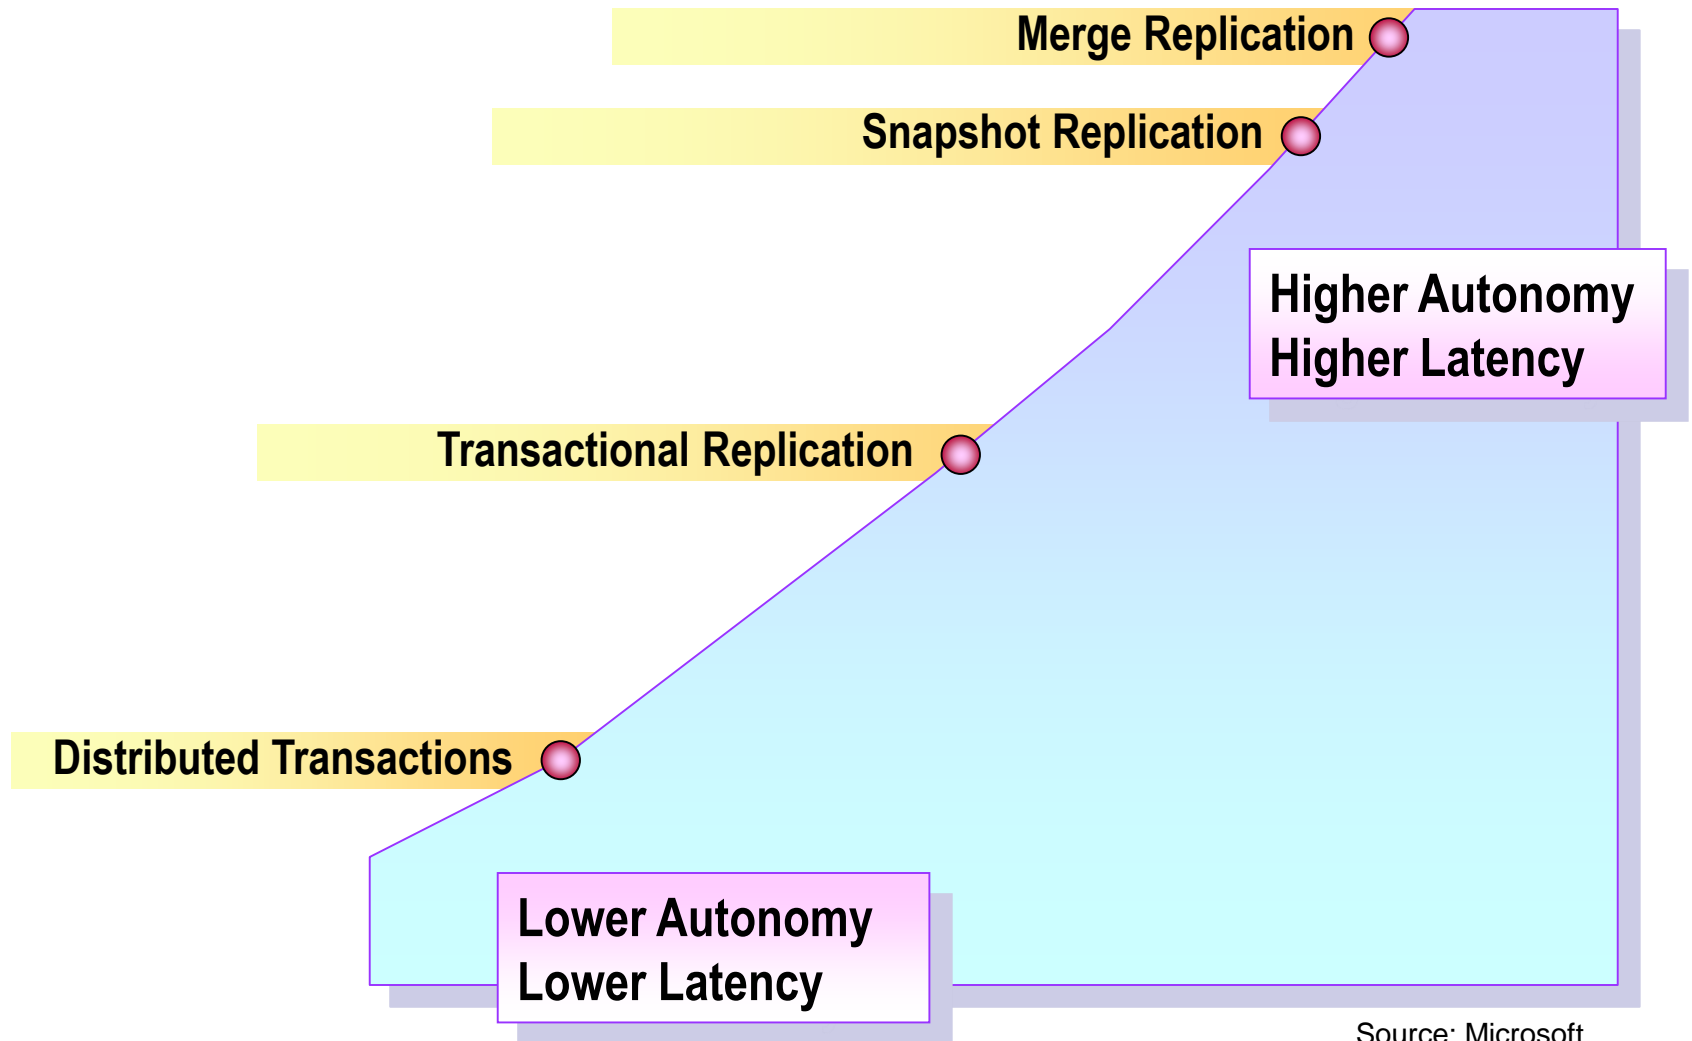 Merge Replication
Snapshot Replication
Higher Autonomy
Higher Latency
Transactional Replication
Distributed Transactions
Lower Autonomy
Lower Latency
Source: Microsoft